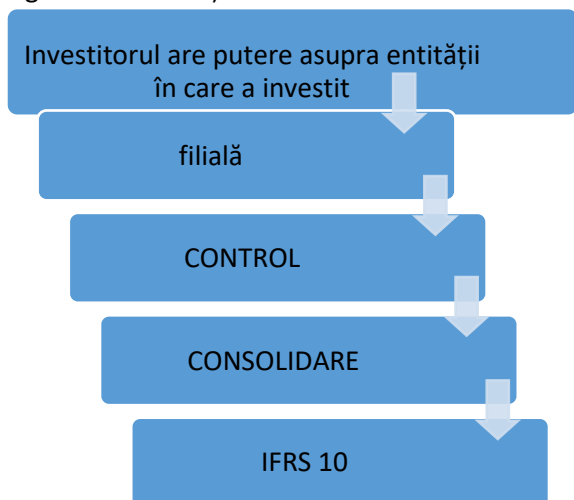 Investitorul are putere asupra entității
în care a investit
filială
CONTROL
CONSOLIDARE
IFRS 10